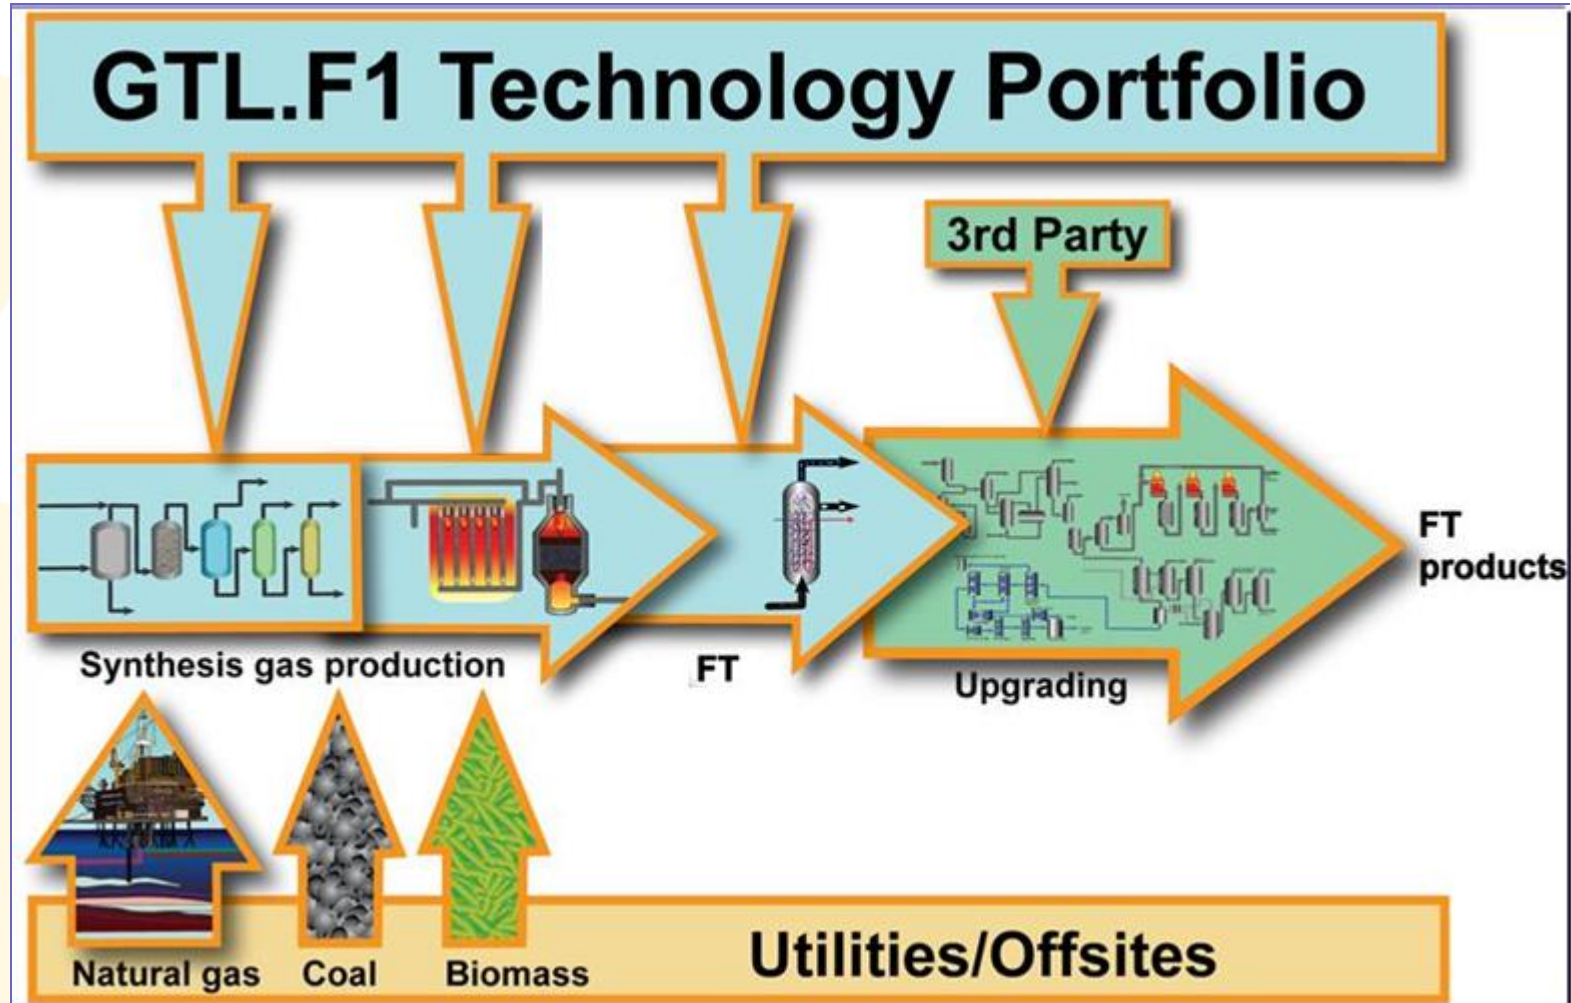 GTL.F1 Technology Portfolio
3rd Party
FT
products
Synthesis gas production
FT
Upgrading
Natural gas
Coal
Biomass
Utilities/Offsites